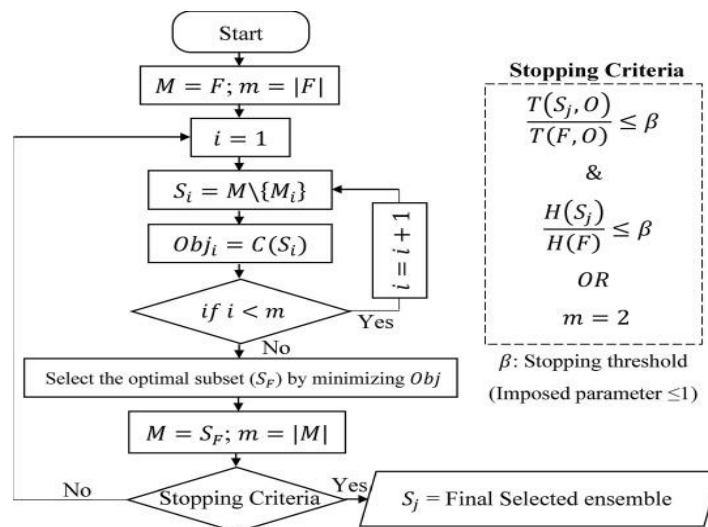 Start
M = F; m = |F|
i = 1
S_i = M\{M_i}
Obj_i = C(S_i)
i = i + 1
if i < m
Yes
No
Select the optimal subset (S_F) by minimizing Obj
M = S_F; m = |M|
No
Stopping Criteria
Yes
S_j = Final Selected ensemble
Stopping Criteria
T(S_j, O)
T(F, O)
≤ β
&
H(S_j)
H(F)
≤ β
OR
m = 2
β: Stopping threshold
(Imposed parameter ≤1)